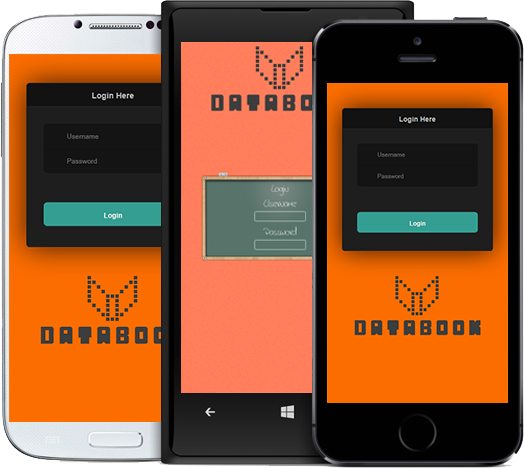 Login Here
Username
Password
Login
DATABOOK
DATABOOK
Login
Username
Password
Login Here
Username
Password
Login
DATABOOK